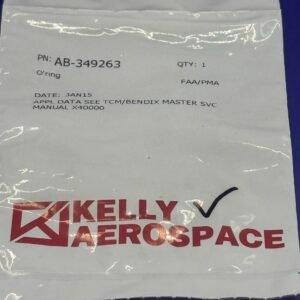 PN: AB-349263 QTY: 1
O'ring
FAA/PMA
DATE: JAN15
APPL DATA SEE TCM/BENDIX MASTER SVC
MANUAL X40000
KELLY
AEROSPACE